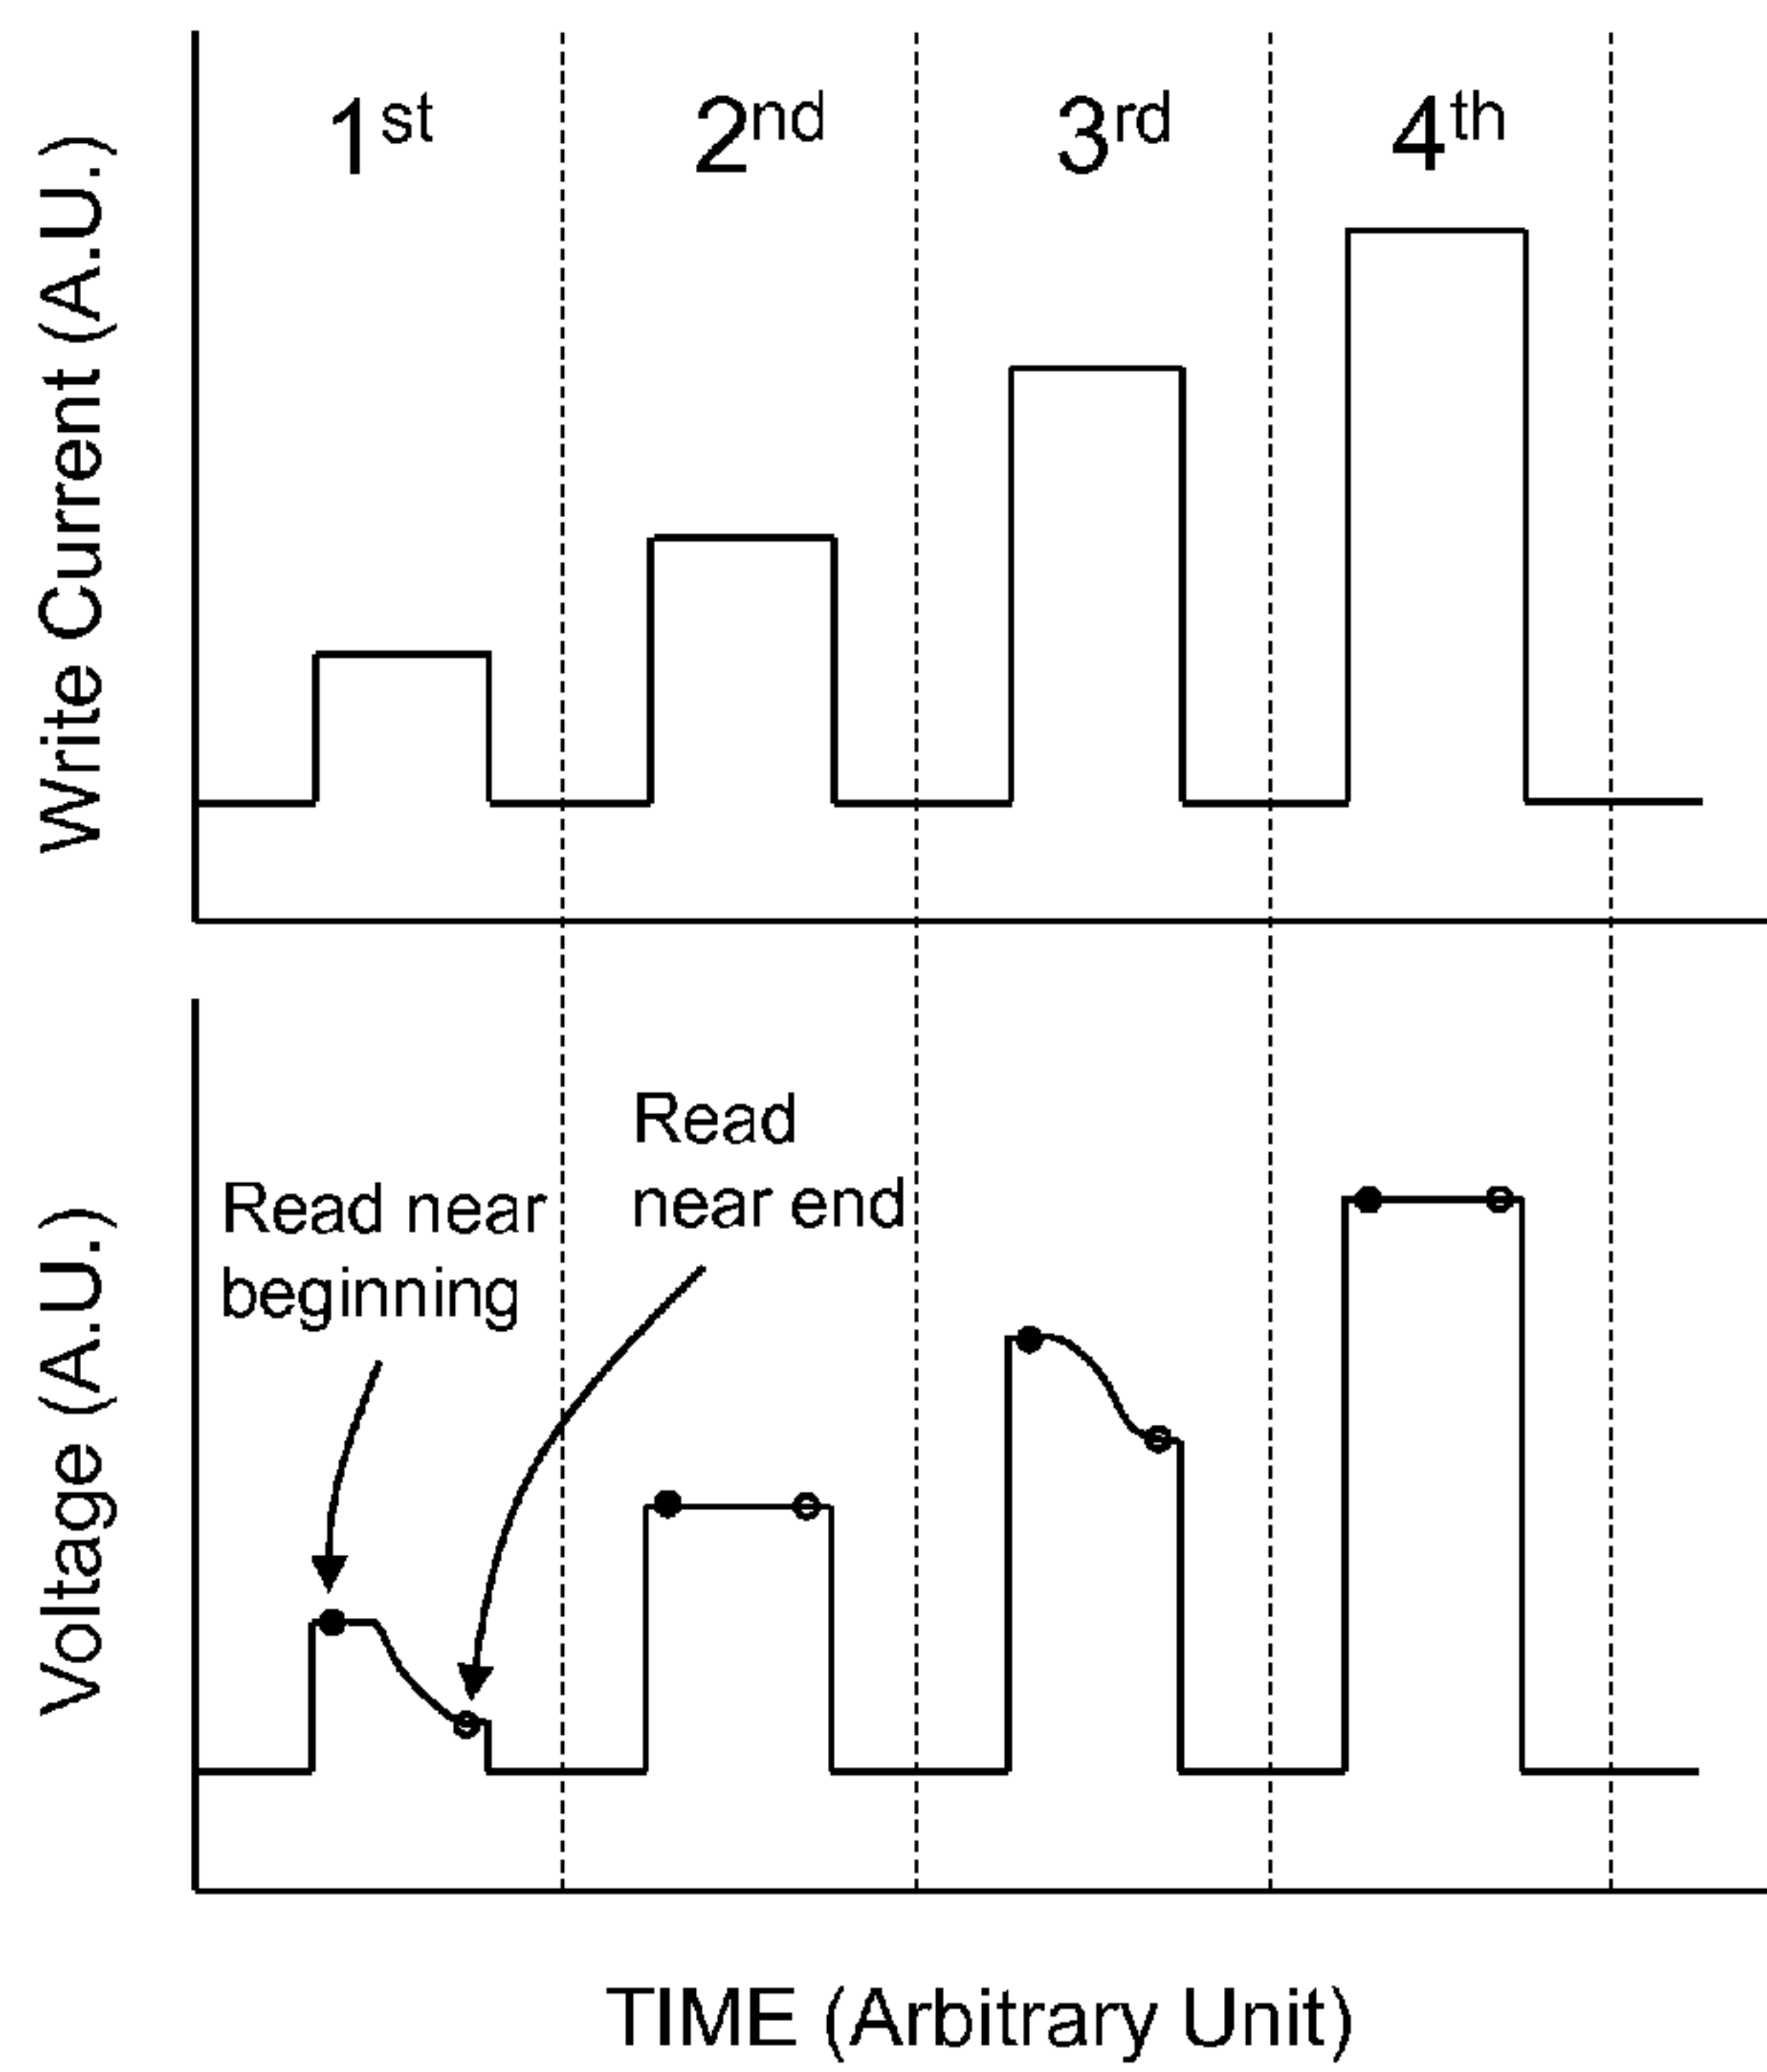 Write Current (A.U.)
1st
2nd
3rd
4th
Voltage (A.U.)
Read near
beginning
Read
near end
TIME (Arbitrary Unit)